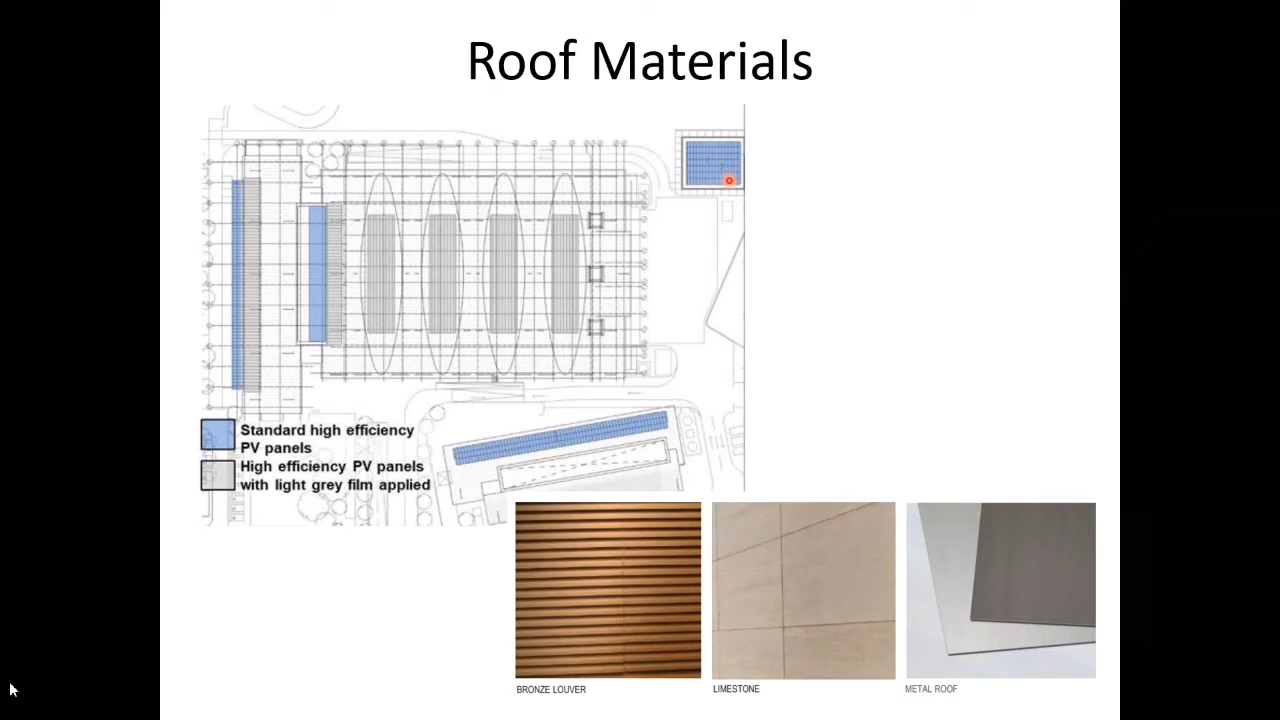 Roof Materials
Standard high efficiency
PV panels
High efficiency PV panels
with light grey film applied
BRONZE LOUVER
LIMESTONE
METAL ROOF